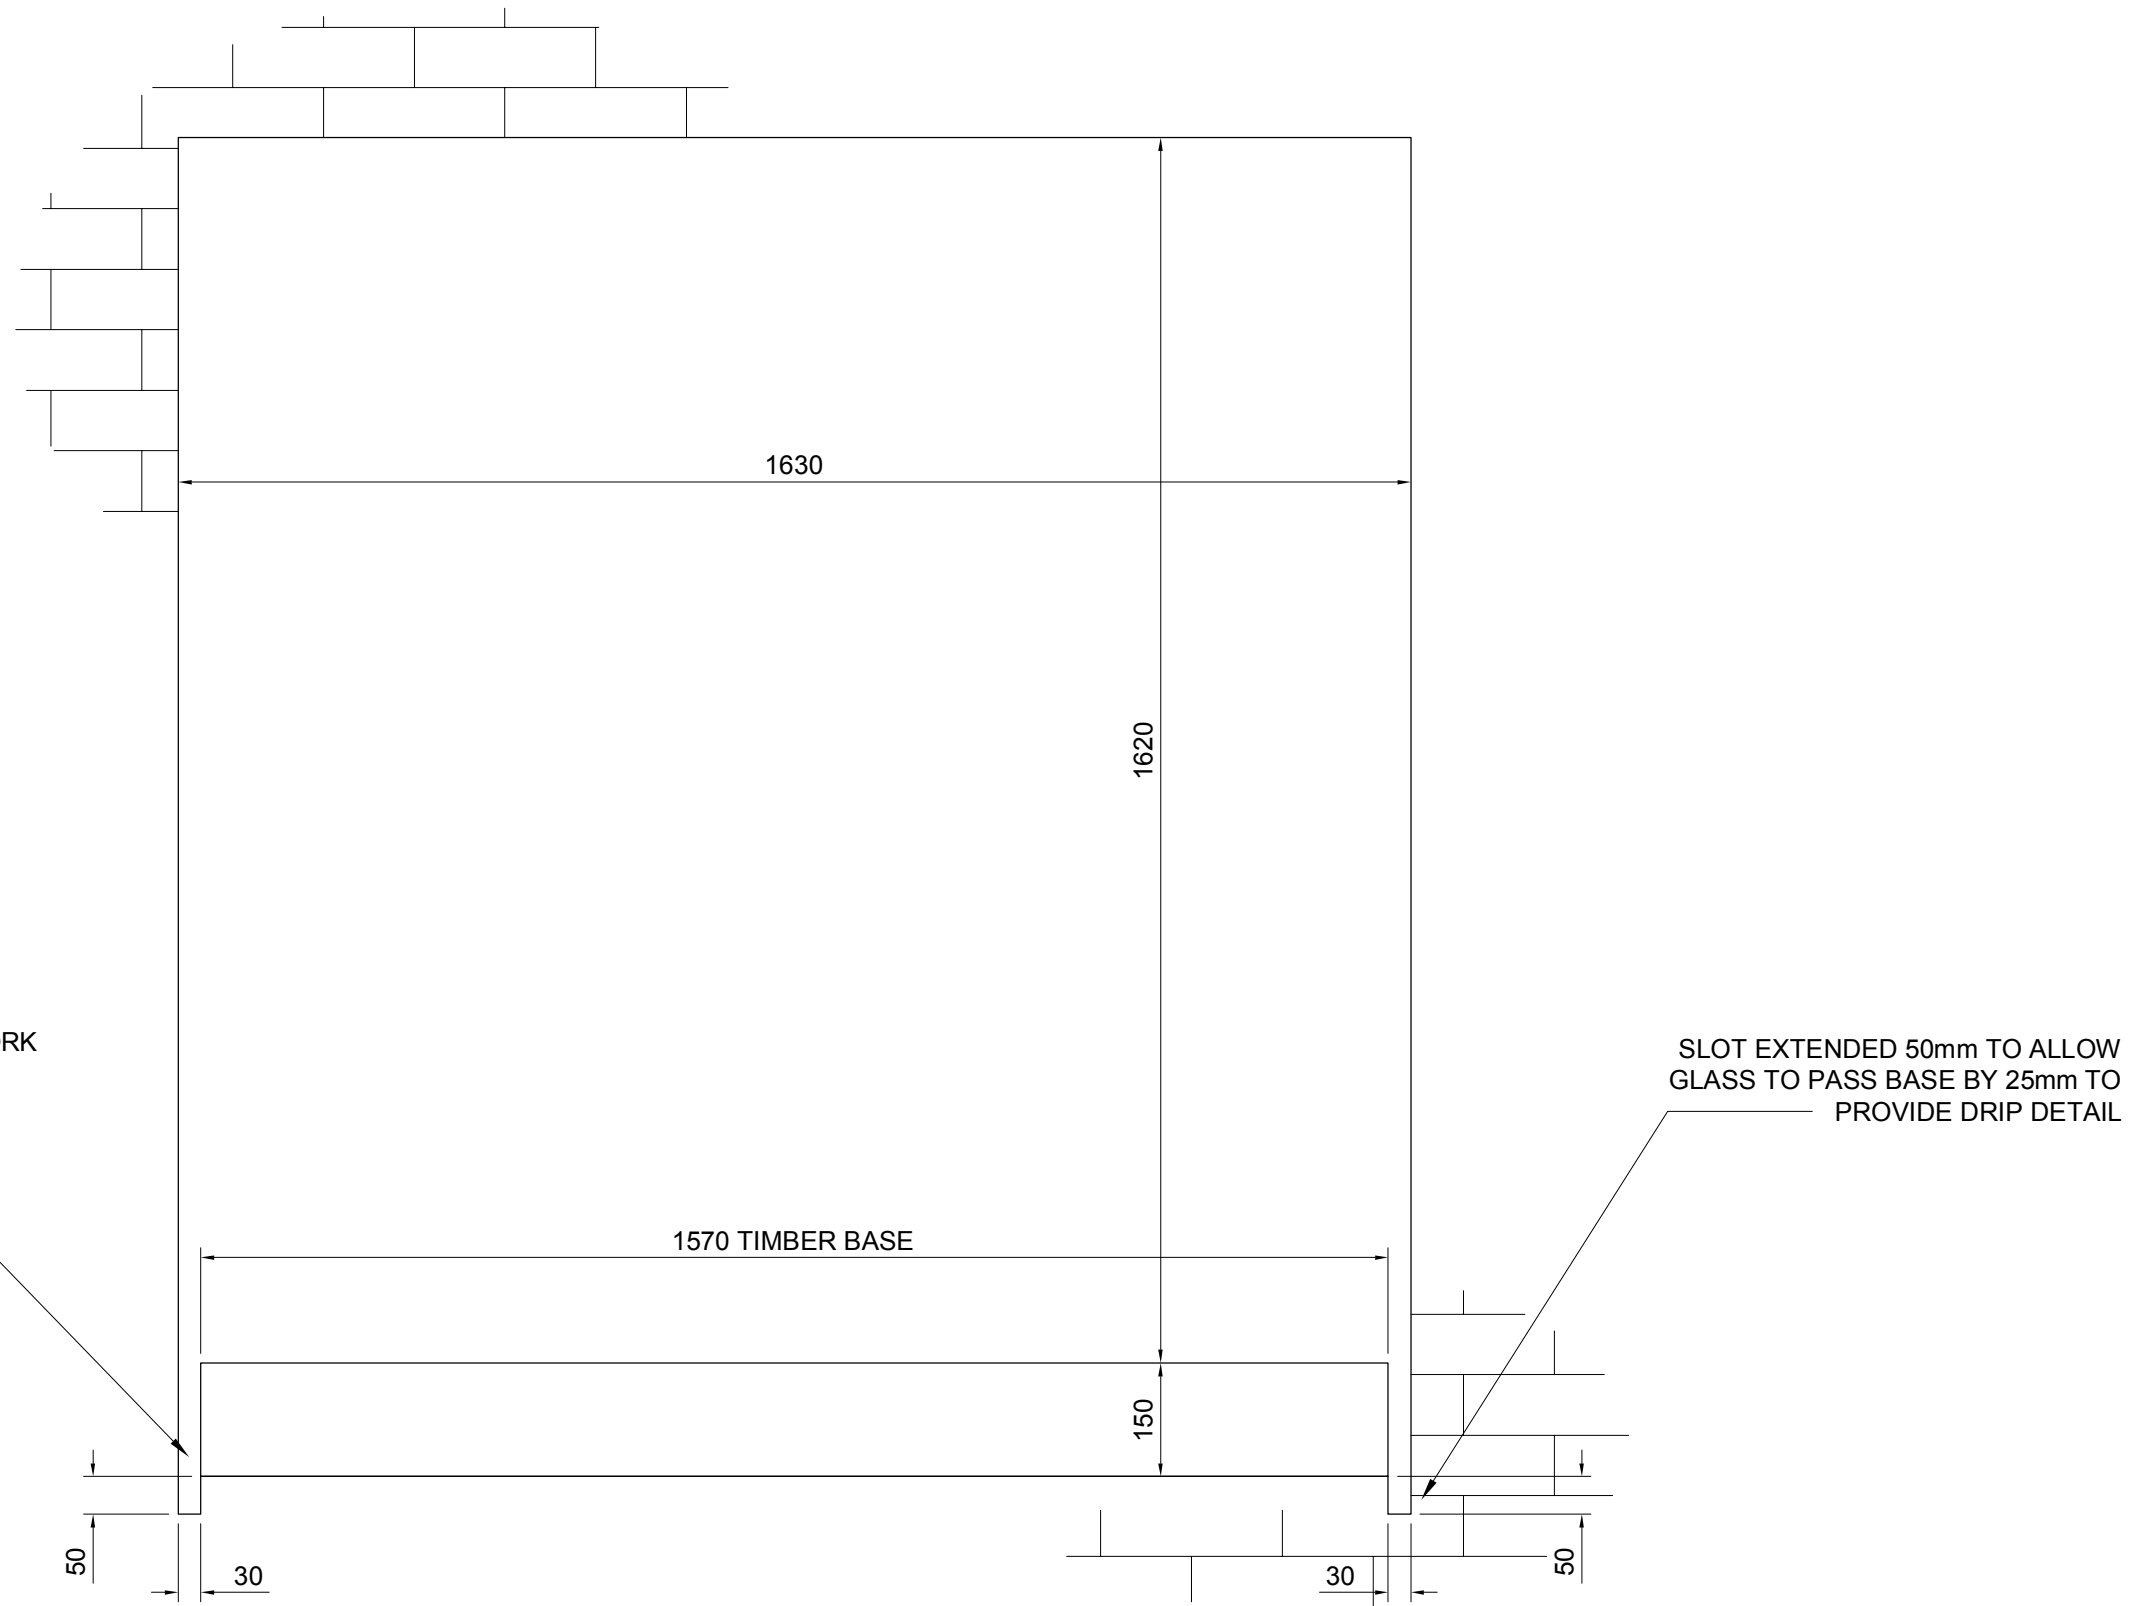 1630
1620
RK
SLOT EXTENDED 50mm TO ALLOW
GLASS TO PASS BASE BY 25mm TO
PROVIDE DRIP DETAIL
1570 TIMBER BASE
150
50
30
30
50